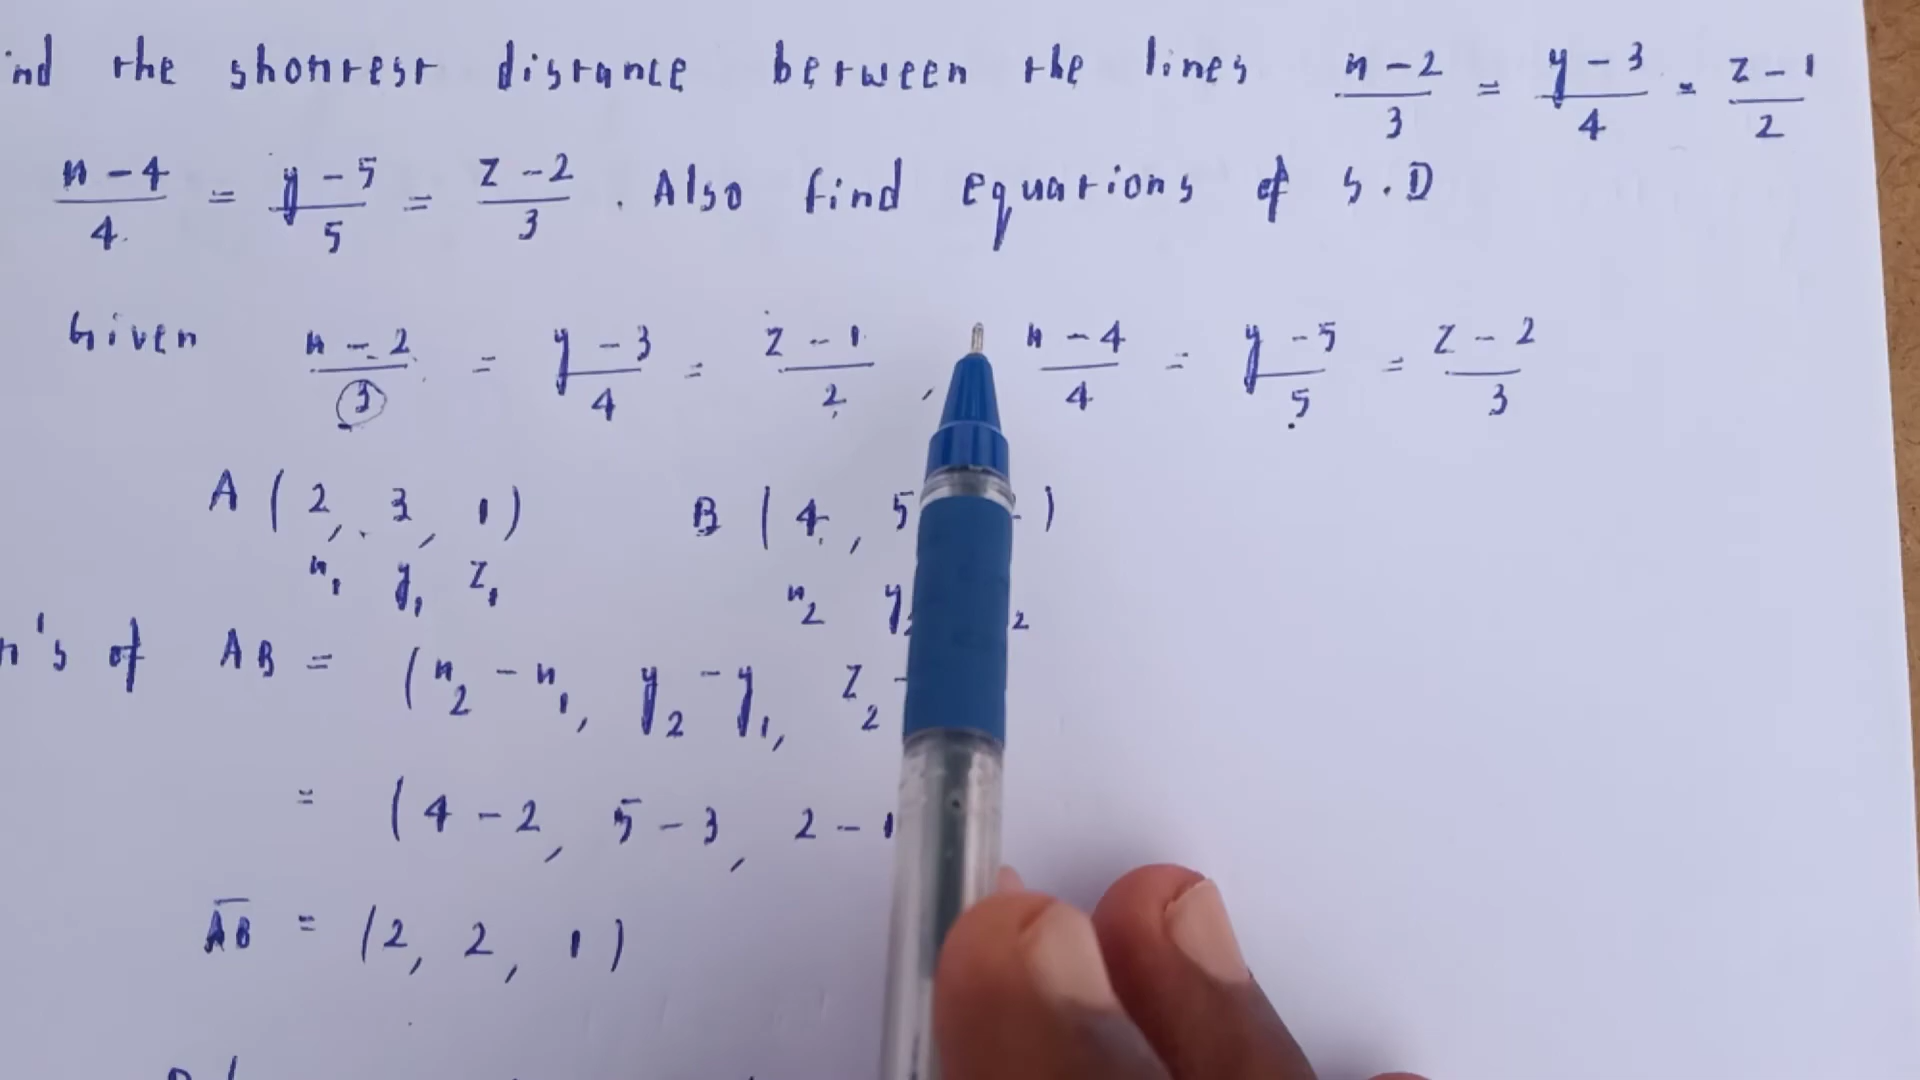 ind the shortest distance between the lines x-2/3 = y-3/4 = z-1/2
x-4/4 = y-5/5 = z-2/3 . Also find equations of S.D
Given x-2/3 = y-3/4 = z-1/2 , x-4/4 = y-5/5 = z-2/3
A (2, 3, 1) B (4, 5 )
x₁ y₁ z₁ x₂ y₂ ₂
's of AB = (x₂-x₁, y₂-y₁, z₂-
= (4-2, 5-3, 2-1
AB = (2, 2, 1)